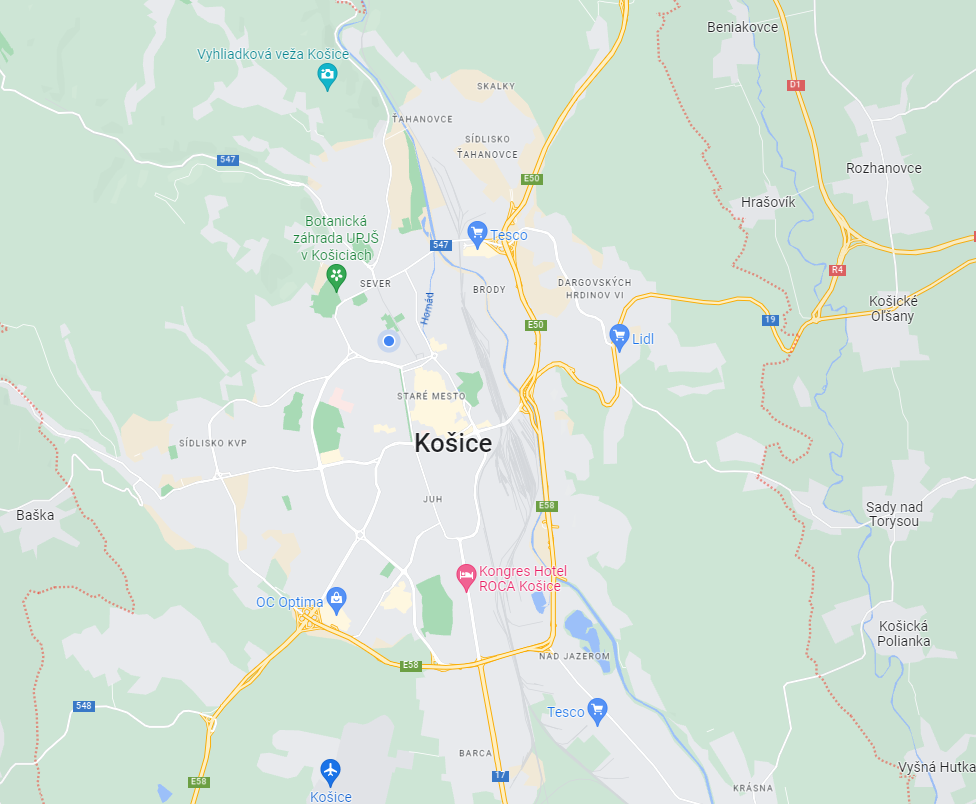 Beniakovce
Vyhliadková veža Košice
SKALKY
D1
ŤAHANOVCE
SÍDLISKO
ŤAHANOVCE
547
Rozhanovce
E50
Hrašovík
Botanická
záhrada UPJŠ
v Košiciach
Tesco
547
R4
SEVER
BRODY
DARGOVSKÝCH
HRDINOV VI
Hornád
Košické
Oľšany
19
E50
Lidl
STARÉ MESTO
SÍDLISKO KVP
Košice
JUH
E58
Baška
Sady nad
Torysou
Kongres Hotel
ROCA Košice
OC Optima
Košická
Polianka
NAD JAZEROM
E58
548
Tesco
BARCA
17
Vyšná Hutka
E58
KRÁSNA
Košice